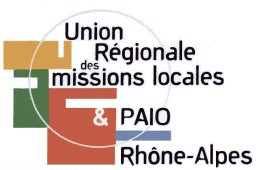 Union
Régionale
des
missions locales
& PAIO
Rhône-Alpes